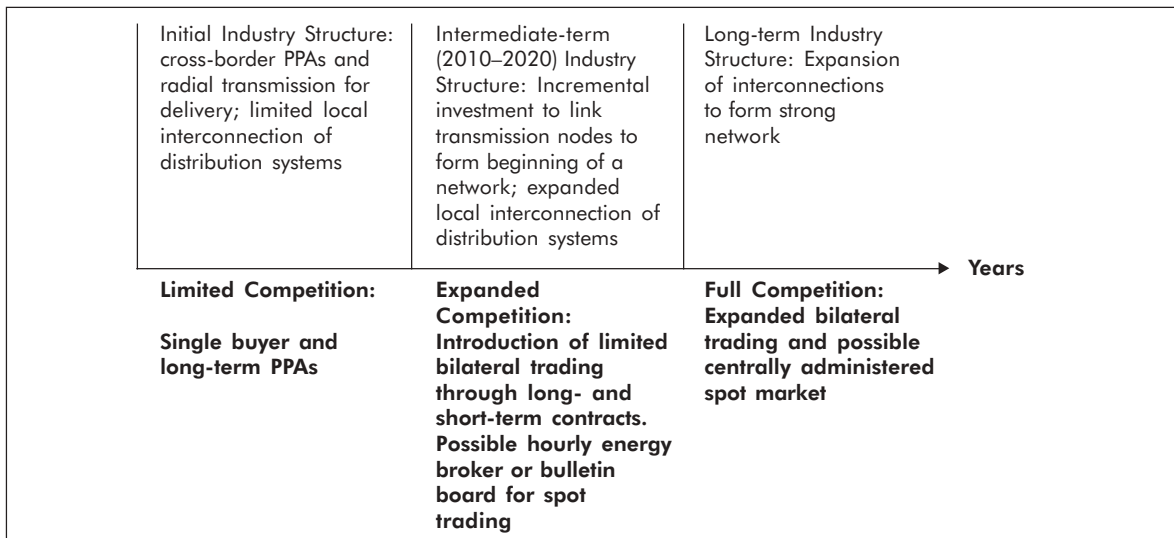 Initial Industry Structure:
cross-border PPAs and
radial transmission for
delivery; limited local
interconnection of
distribution systems
Intermediate-term
(2010–2020) Industry
Structure: Incremental
investment to link
transmission nodes to
form beginning of a
network; expanded
local interconnection of
distribution systems
Long-term Industry
Structure: Expansion
of interconnections
to form strong
network
Years
Limited Competition:
Single buyer and
long-term PPAs
Expanded
Competition:
Introduction of limited
bilateral trading
through long- and
short-term contracts.
Possible hourly energy
broker or bulletin
board for spot
trading
Full Competition:
Expanded bilateral
trading and possible
centrally administered
spot market